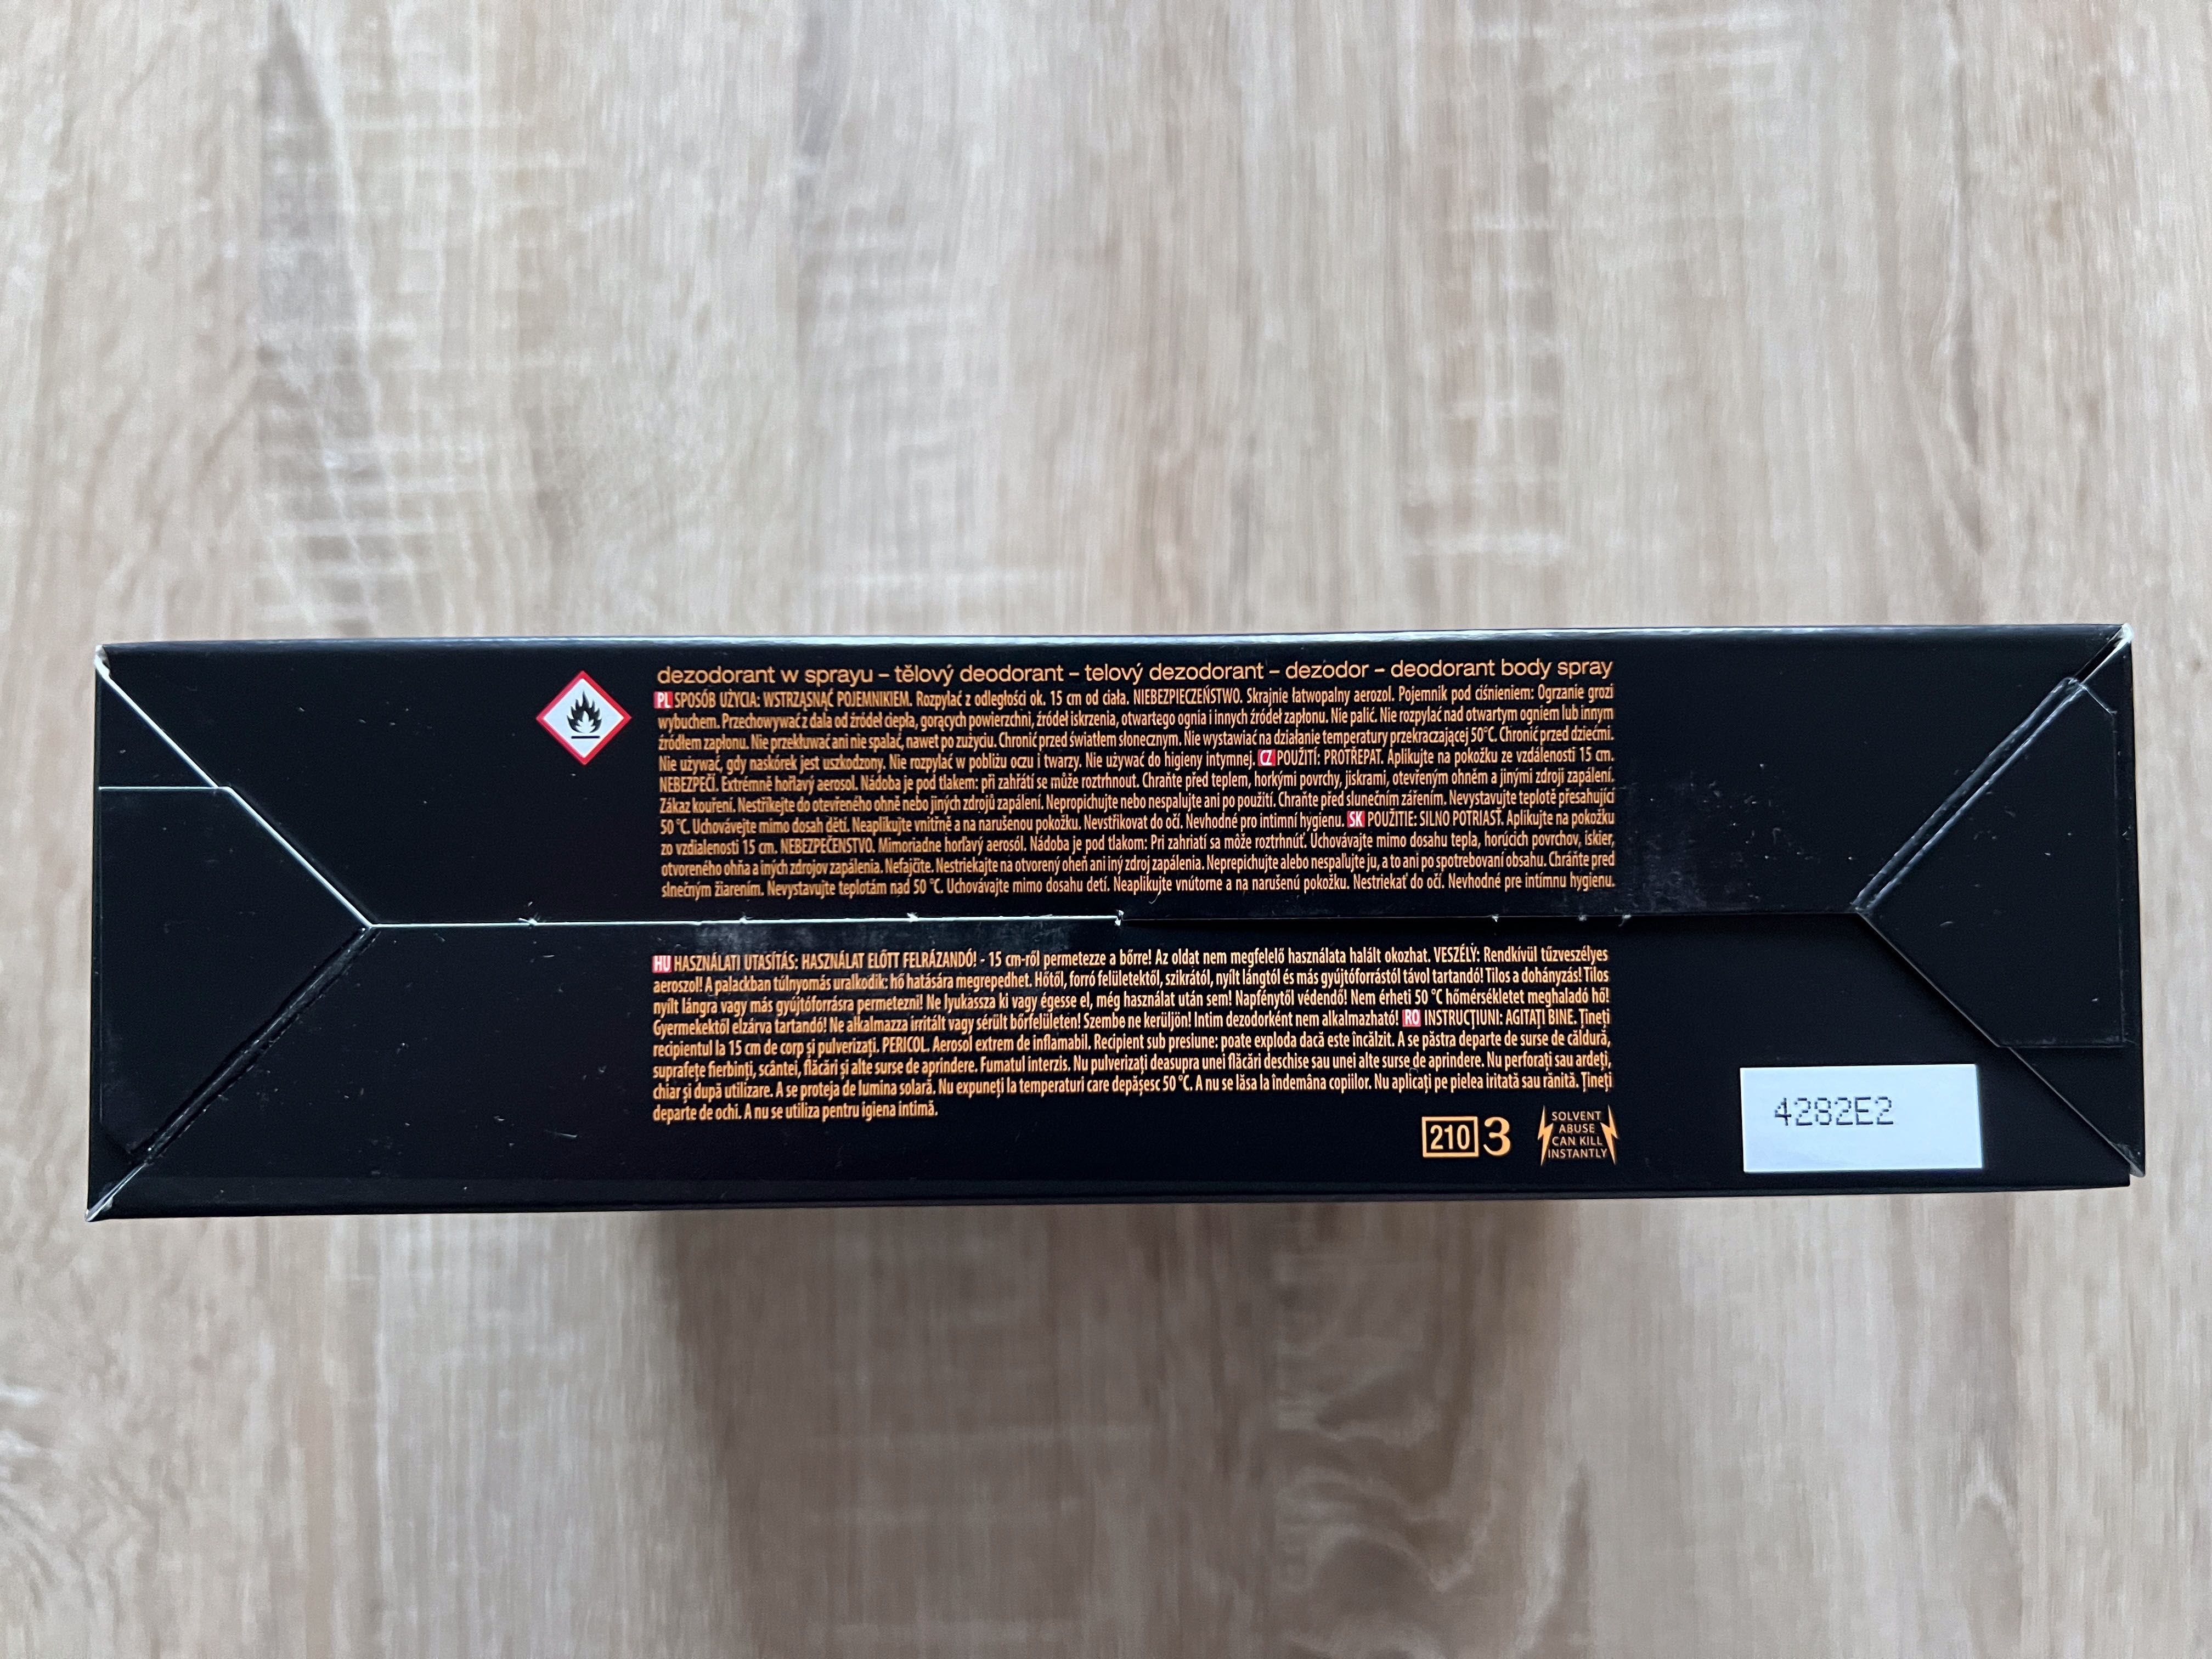 dezodorant w sprayu – tělový deodorant – telový dezodorant – dezodor – deodorant body spray
PL SPOSÓB UŻYCIA: WSTRZĄSNĄĆ POJEMNIKIEM. Rozpylać z odległości ok. 15 cm od ciała. NIEBEZPIECZEŃSTWO. Skrajnie łatwopalny aerozol. Pojemnik pod ciśnieniem: Ogrzanie grozi
wybuchem. Przechowywać z dala od źródeł ciepła, gorących powierzchni, źródeł iskrzenia, otwartego ognia i innych źródeł zapłonu. Nie palić. Nie rozpylać nad otwartym ogniem lub innym
źródłem zapłonu. Nie przekłuwać ani nie spalać, nawet po zużyciu. Chronić przed światłem słonecznym. Nie wystawiać na działanie temperatury przekraczającej 50°C. Chronić przed dziećmi.
Nie używać, gdy naskórek jest uszkodzony. Nie rozpylać w pobliżu oczu i twarzy. Nie używać do higieny intymnej. CZ POUŽITÍ: PROTŘEPAT. Aplikujte na pokožku ze vzdálenosti 15 cm.
NEBEZPEČÍ. Extrémně hořlavý aerosol. Nádoba je pod tlakem: při zahřátí se může roztrhnout. Chraňte před teplem, horkými povrchy, jiskrami, otevřeným ohněm a jinými zdroji zapálení.
Zákaz kouření. Nestříkejte do otevřeného ohně nebo jiných zdrojů zapálení. Nepropichujte nebo nespalujte ani po použití. Chraňte před slunečním zářením. Nevystavujte teplotě přesahující
50 °C. Uchovávejte mimo dosah dětí. Neaplikujte vnitřně a na narušenou pokožku. Nevstřikovat do očí. Nevhodné pro intimní hygienu. SK POUŽITIE: SILNO POTRIASŤ. Aplikujte na pokožku
zo vzdialenosti 15 cm. NEBEZPEČENSTVO. Mimoriadne horľavý aerosól. Nádoba je pod tlakom: Pri zahriatí sa môže roztrhnúť. Uchovávajte mimo dosahu tepla, horúcich povrchov, iskier,
otvoreného ohňa a iných zdrojov zapálenia. Nefajčite. Nestriekajte na otvorený oheň ani iný zdroj zapálenia. Neprepichujte alebo nespaľujte ju, a to ani po spotrebovaní obsahu. Chráňte pred
slnečným žiarením. Nevystavujte teplotám nad 50 °C. Uchovávajte mimo dosahu detí. Neaplikujte vnútorne a na narušenú pokožku. Nestriekať do očí. Nevhodné pre intímnu hygienu.
HU HASZNÁLATI UTASÍTÁS: HASZNÁLAT ELŐTT FELRÁZANDÓ! - 15 cm-ről permetezze a bőrre! Az oldat nem megfelelő használata halált okozhat. VESZÉLY: Rendkívül tűzveszélyes
aeroszol! A palackban túlnyomás uralkodik: hő hatására megrepedhet. Hőtől, forró felületektől, szikrától, nyílt lángtól és más gyújtóforrástól távol tartandó! Tilos a dohányzás! Tilos
nyílt lángra vagy más gyújtóforrásra permetezni! Ne lyukassza ki vagy égesse el, még használat után sem! Napfénytől védendő! Nem érheti 50 °C hőmérsékletet meghaladó hő!
Gyermekektől elzárva tartandó! Ne alkalmazza irritált vagy sérült bőrfelületen! Szembe ne kerüljön! Intim dezodorként nem alkalmazható! RO INSTRUCȚIUNI: AGITAȚI BINE. Țineți
recipientul la 15 cm de corp și pulverizați. PERICOL. Aerosol extrem de inflamabil. Recipient sub presiune: poate exploda dacă este încălzit. A se păstra departe de surse de căldură,
suprafețe fierbinți, scântei, flăcări și alte surse de aprindere. Fumatul interzis. Nu pulverizați deasupra unei flăcări deschise sau unei alte surse de aprindere. Nu perforați sau ardeți,
chiar și după utilizare. A se proteja de lumina solară. Nu expuneți la temperaturi care depășesc 50 °C. A nu se lăsa la îndemâna copiilor. Nu aplicați pe pielea iritată sau rănită. Țineți
departe de ochi. A nu se utiliza pentru igiena intimă.
210 3
SOLVENT
ABUSE
CAN KILL
INSTANTLY
4282E2